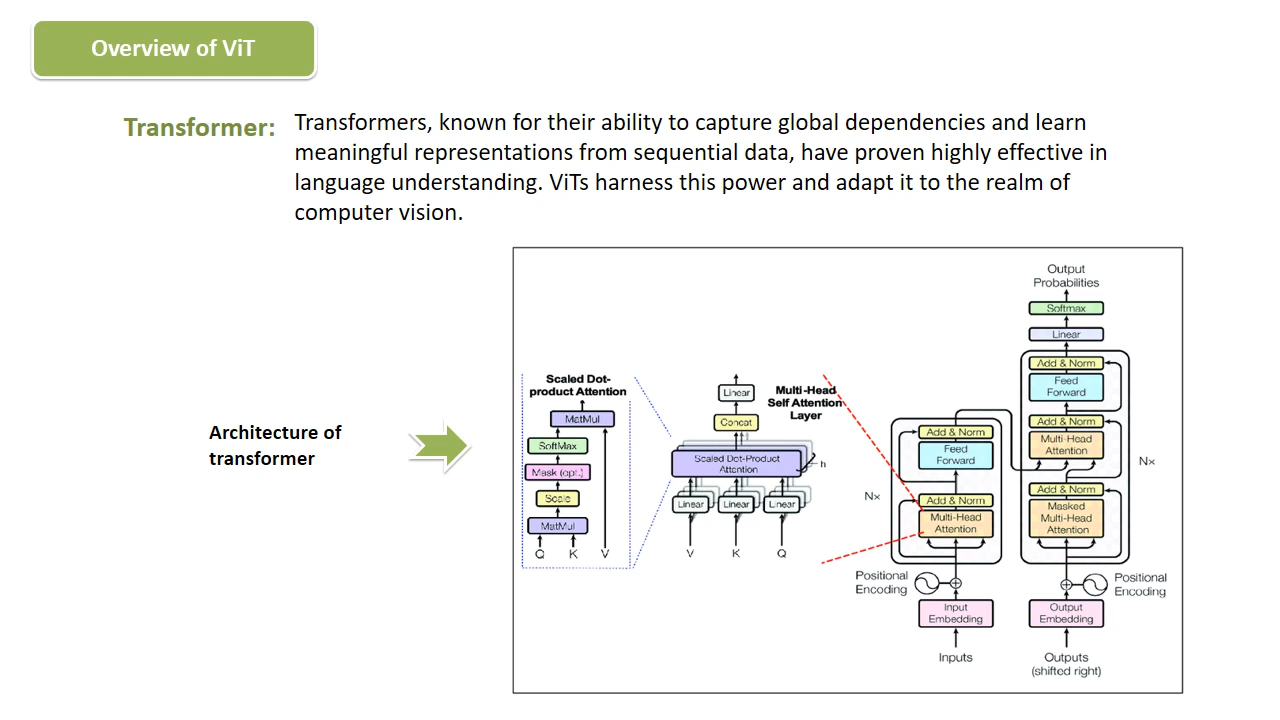 Overview of ViT
Transformer:
Transformers, known for their ability to capture global dependencies and learn
meaningful representations from sequential data, have proven highly effective in
language understanding. ViTs harness this power and adapt it to the realm of
computer vision.
Architecture of
transformer
Scaled Dot-
product Attention
MatMul
SoftMax
Mask (opt.)
Scale
MatMul
Q K V
Multi-Head
Self Attention
Layer
Linear
Concat
Scaled Dot-Product
Attention
h
Linear Linear Linear
V K Q
Add & Norm
Feed
Forward
Nx
Add & Norm
Multi-Head
Attention
Positional
Encoding
Input
Embedding
Inputs
Output
Probabilities
Softmax
Linear
Add & Norm
Feed
Forward
Add & Norm
Multi-Head
Attention
Nx
Add & Norm
Masked
Multi-Head
Attention
Positional
Encoding
Output
Embedding
Outputs
(shifted right)